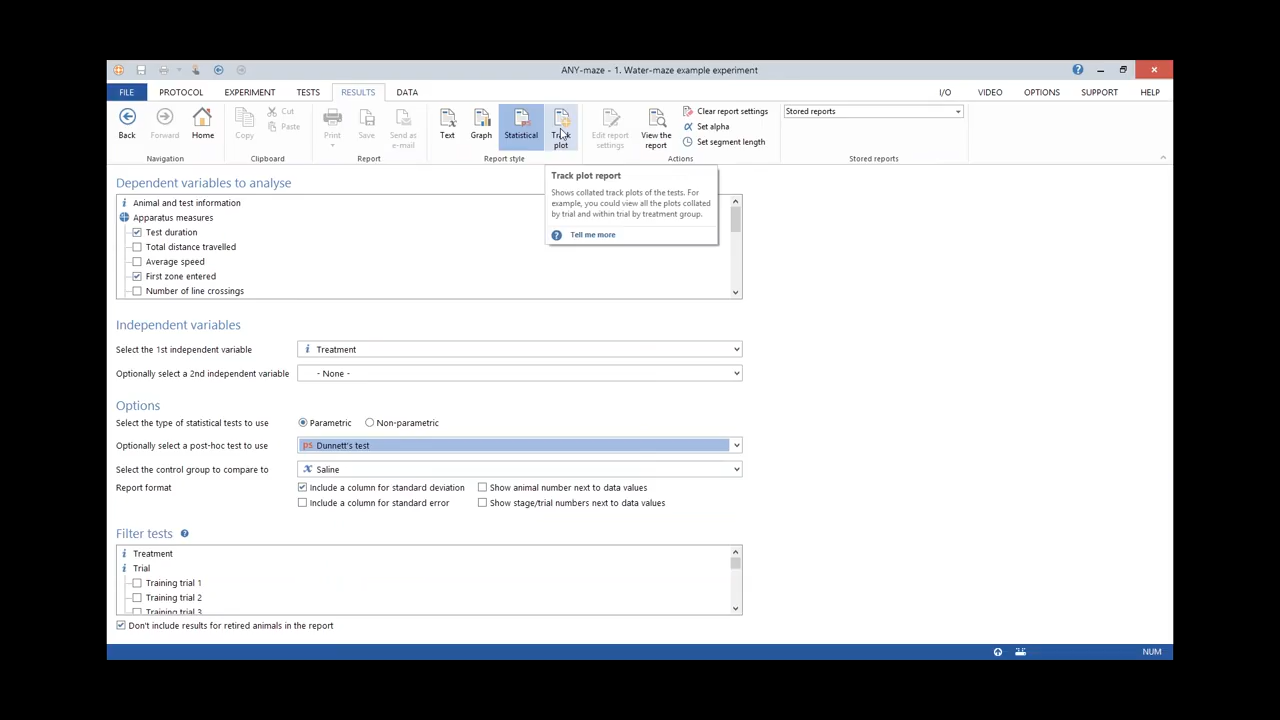 ANY-maze - 1. Water-maze example experiment
FILE PROTOCOL EXPERIMENT TESTS RESULTS DATA I/O VIDEO OPTIONS SUPPORT HELP
Back Forward Home Copy Cut Paste Print Save Send as e-mail Text Graph Statistical Track plot Edit report settings View the report
Clear report settings
Set alpha
Set segment length
Stored reports
Navigation Clipboard Report Report style Actions Stored reports
Track plot report
Shows collated track plots of the tests. For
example, you could view all the plots collated
by trial and within trial by treatment group.
Tell me more
Dependent variables to analyse
Animal and test information
Apparatus measures
Test duration
Total distance travelled
Average speed
First zone entered
Number of line crossings
Independent variables
Select the 1st independent variable Treatment
Optionally select a 2nd independent variable - None -
Options
Select the type of statistical tests to use Parametric Non-parametric
Optionally select a post-hoc test to use ps Dunnett's test
Select the control group to compare to Saline
Report format Include a column for standard deviation Show animal number next to data values
Include a column for standard error Show stage/trial numbers next to data values
Filter tests
Treatment
Trial
Training trial 1
Training trial 2
Training trial 3
Don't include results for retired animals in the report
NUM